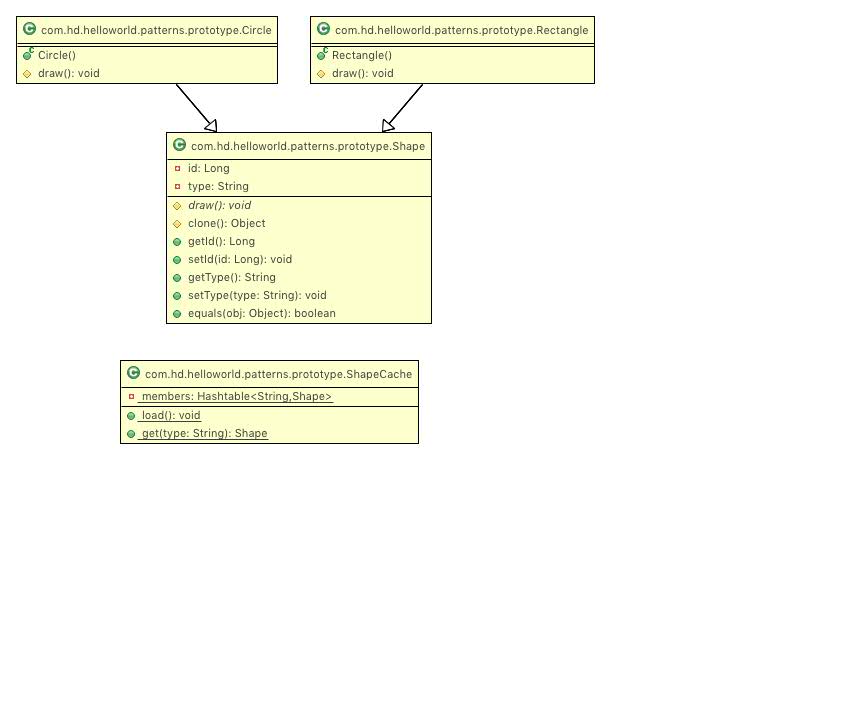 C com.hd.helloworld.patterns.prototype.Circle
C Circle()
draw(): void
C com.hd.helloworld.patterns.prototype.Rectangle
C Rectangle()
draw(): void
C com.hd.helloworld.patterns.prototype.Shape
id: Long
type: String
draw(): void
clone(): Object
getId(): Long
setId(id: Long): void
getType(): String
setType(type: String): void
equals(obj: Object): boolean
C com.hd.helloworld.patterns.prototype.ShapeCache
members: Hashtable<String,Shape>
load(): void
get(type: String): Shape